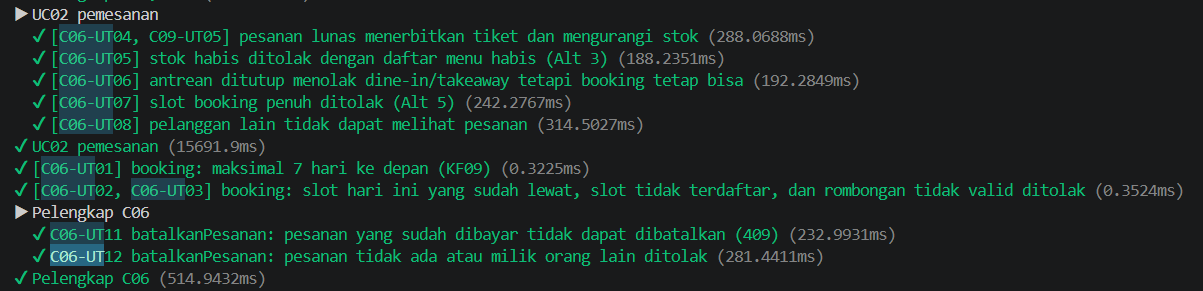 ▶ UC02 pemesanan
✔ [C06-UT04, C09-UT05] pesanan lunas menerbitkan tiket dan mengurangi stok (288.0688ms)
✔ [C06-UT05] stok habis ditolak dengan daftar menu habis (Alt 3) (188.2351ms)
✔ [C06-UT06] antrean ditutup menolak dine-in/takeaway tetapi booking tetap bisa (192.2849ms)
✔ [C06-UT07] slot booking penuh ditolak (Alt 5) (242.2767ms)
✔ [C06-UT08] pelanggan lain tidak dapat melihat pesanan (314.5027ms)
✔ UC02 pemesanan (15691.9ms)
✔ [C06-UT01] booking: maksimal 7 hari ke depan (KF09) (0.3225ms)
✔ [C06-UT02, C06-UT03] booking: slot hari ini yang sudah lewat, slot tidak terdaftar, dan rombongan tidak valid ditolak (0.3524ms)
▶ Pelengkap C06
✔ C06-UT11 batalkanPesanan: pesanan yang sudah dibayar tidak dapat dibatalkan (409) (232.9931ms)
✔ C06-UT12 batalkanPesanan: pesanan tidak ada atau milik orang lain ditolak (281.4411ms)
✔ Pelengkap C06 (514.9432ms)